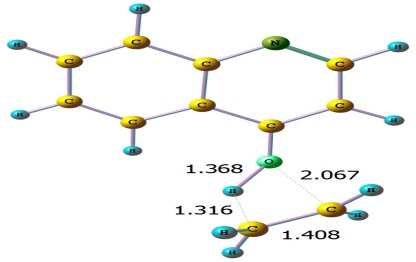 H
H C N H
C C C
C C C H
H C C
H
O
1.368 2.067
H H
1.316 C H
H C 1.408
H